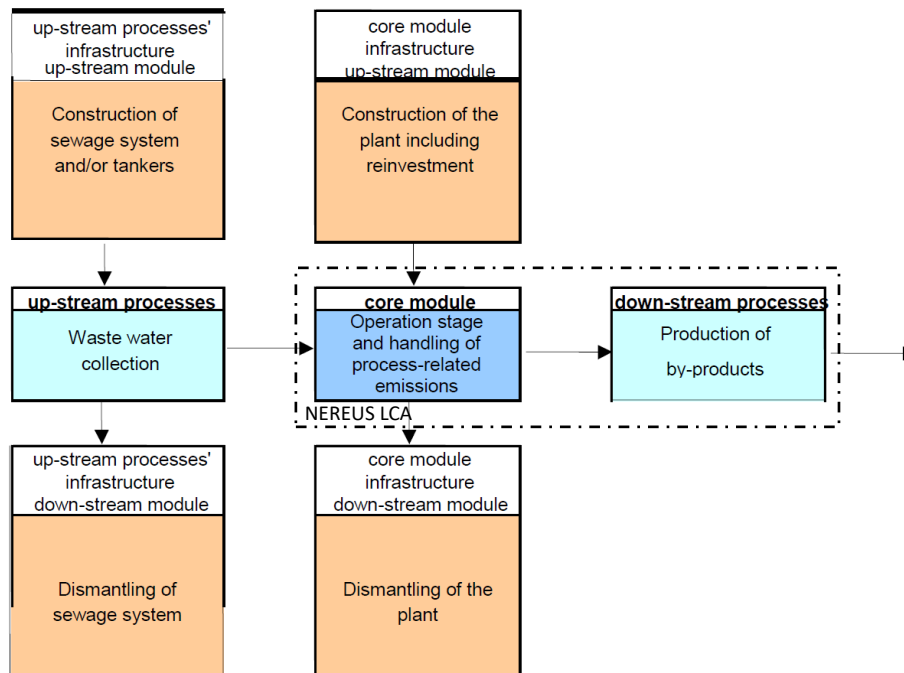 up-stream processes'
infrastructure
up-stream module
Construction of
sewage system
and/or tankers
core module
infrastructure
up-stream module
Construction of the
plant including
reinvestment
up-stream processes
Waste water
collection
core module
Operation stage
and handling of
process-related
emissions
down-stream processes
Production of
by-products
NEREUS LCA
up-stream processes'
infrastructure
down-stream module
Dismantling of
sewage system
core module
infrastructure
down-stream module
Dismantling of the
plant